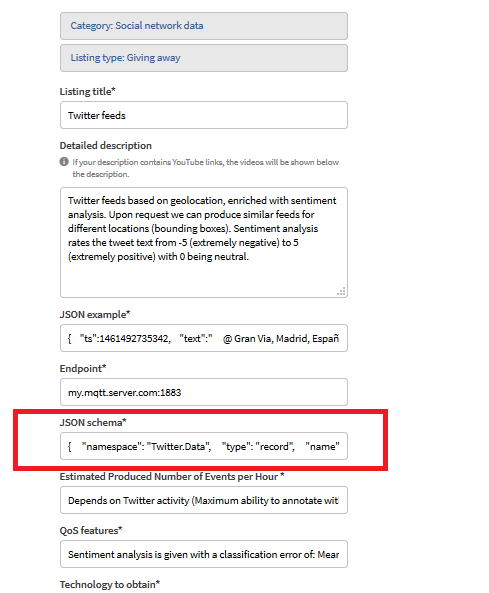 Category: Social network data
Listing type: Giving away
Listing title*
Twitter feeds
Detailed description
If your description contains YouTube links, the videos will be shown below
the description.
Twitter feeds based on geolocation, enriched with sentiment
analysis. Upon request we can produce similar feeds for
different locations (bounding boxes). Sentiment analysis
rates the tweet text from -5 (extremely negative) to 5
(extremely positive) with 0 being neutral.
JSON example*
{ "ts":1461492735342, "text":" @ Gran Via, Madrid, Españ
Endpoint*
my.mqtt.server.com:1883
JSON schema*
{ "namespace": "Twitter.Data", "type": "record", "name"
Estimated Produced Number of Events per Hour *
Depends on Twitter activity (Maximum ability to annotate wit
QoS features*
Sentiment analysis is given with a classification error of: Mear
Technology to obtain*